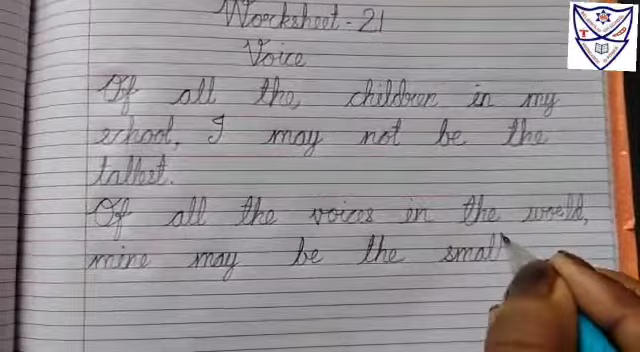 Worksheet - 21
Voice
Of all the, children in my
school, I may not be the
tallest.
Of all the voices in the world,
mine may be the small